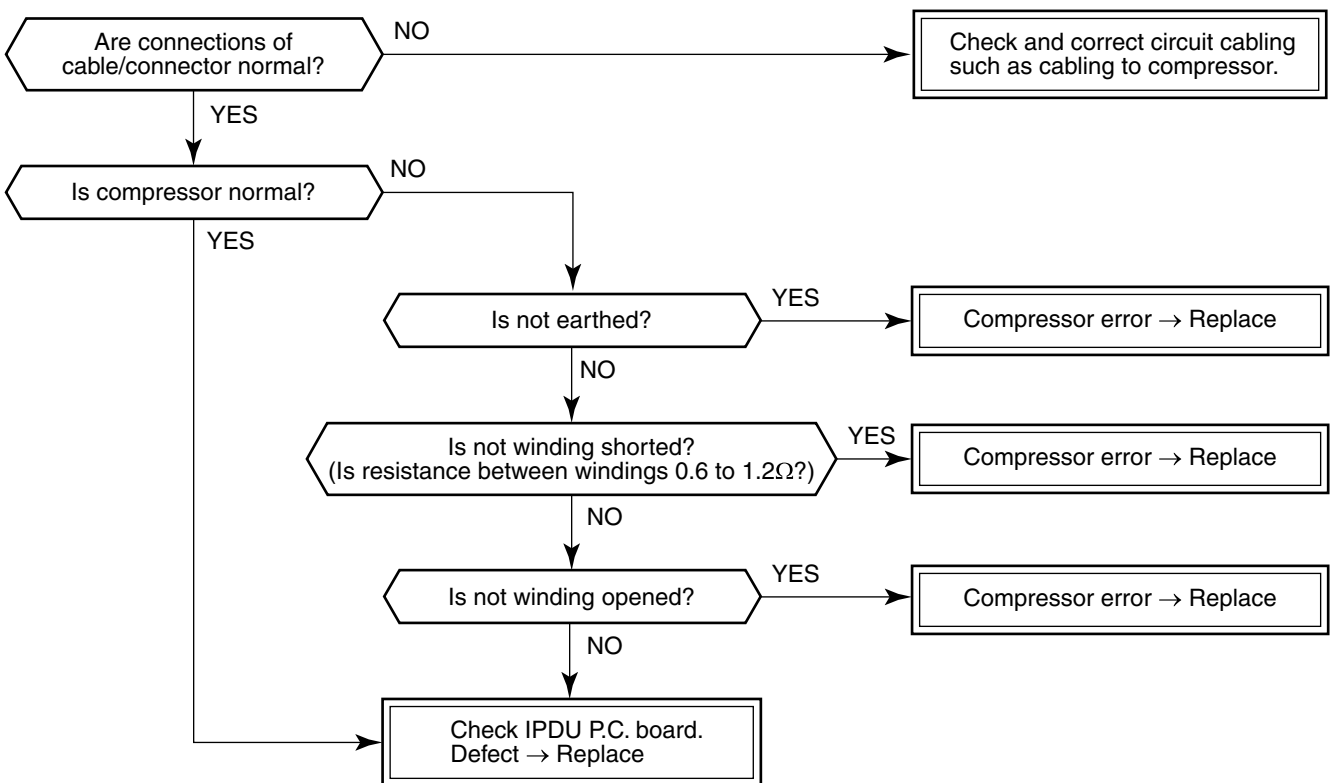 Are connections of
cable/connector normal?
NO
Check and correct circuit cabling
such as cabling to compressor.
YES
Is compressor normal?
NO
YES
Is not earthed?
YES
Compressor error → Replace
NO
Is not winding shorted?
(Is resistance between windings 0.6 to 1.2Ω?)
YES
Compressor error → Replace
NO
Is not winding opened?
YES
Compressor error → Replace
NO
Check IPDU P.C. board.
Defect → Replace